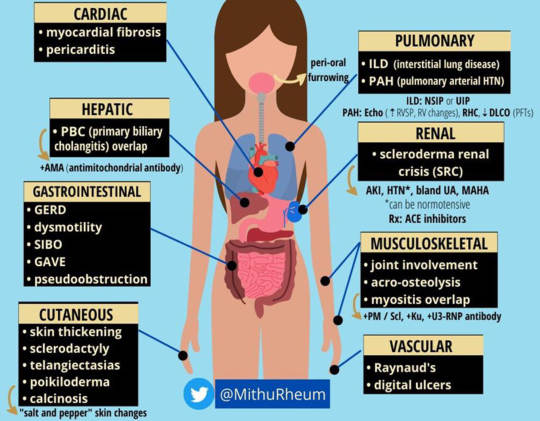 CARDIAC
• myocardial fibrosis
• pericarditis
peri-oral
furrowing
PULMONARY
• ILD (interstitial lung disease)
• PAH (pulmonary arterial HTN)
ILD: NSIP or UIP
PAH: Echo (↑RVSP, RV changes), RHC, ↓DLCO (PFTs)
HEPATIC
• PBC (primary biliary
cholangitis) overlap
+AMA (antimitochondrial antibody)
RENAL
• scleroderma renal
crisis (SRC)
AKI, HTN*, bland UA, MAHA
*can be normotensive
Rx: ACE inhibitors
GASTROINTESTINAL
• GERD
• dysmotility
• SIBO
• GAVE
• pseudoobstruction
MUSCULOSKELETAL
• joint involvement
• acro-osteolysis
• myositis overlap
+PM / Scl, +Ku, +U3-RNP antibody
CUTANEOUS
• skin thickening
• sclerodactyly
• telangiectasias
• poikiloderma
• calcinosis
"salt and pepper" skin changes
VASCULAR
• Raynaud's
• digital ulcers
@MithuRheum